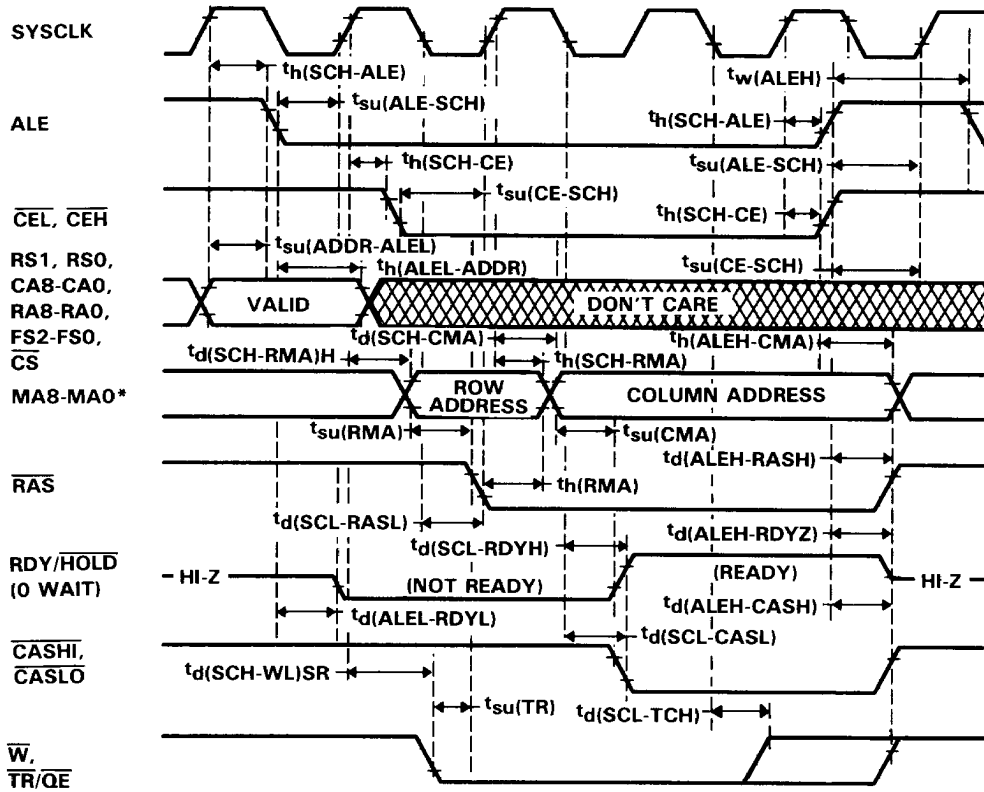 SYSCLK
th(SCH-ALE)
tw(ALEH)
tsu(ALE-SCH)
ALE
th(SCH-ALE)
th(SCH-CE)
tsu(ALE-SCH)
tsu(CE-SCH)
CEL, CEH
th(SCH-CE)
tsu(ADDR-ALEL)
RS1, RS0,
CA8-CA0,
RA8-RA0,
FS2-FS0,
CS
th(ALEL-ADDR)
tsu(CE-SCH)
VALID
DON'T CARE
td(SCH-CMA)
th(ALEH-CMA)
td(SCH-RMA)H
th(SCH-RMA)
MA8-MA0*
ROW
ADDRESS
COLUMN ADDRESS
tsu(RMA)
tsu(CMA)
td(ALEH-RASH)
RAS
th(RMA)
td(SCL-RASL)
td(ALEH-RDYZ)
td(SCL-RDYH)
RDY/HOLD
(0 WAIT)
HI-Z
(NOT READY)
(READY)
HI-Z
td(ALEL-RDYL)
td(ALEH-CASH)
td(SCL-CASL)
CASHI,
CASLO
td(SCH-WL)SR
tsu(TR)
td(SCL-TCH)
W,
TR/QE